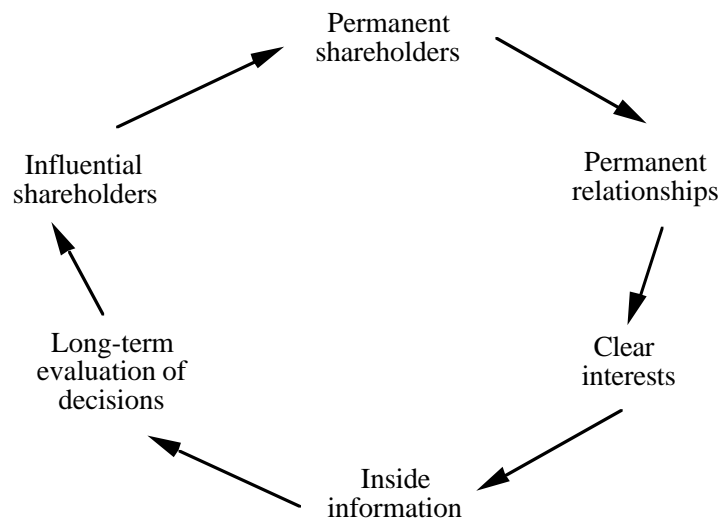 Permanent
shareholders
Permanent
relationships
Clear
interests
Inside
information
Long-term
evaluation of
decisions
Influential
shareholders